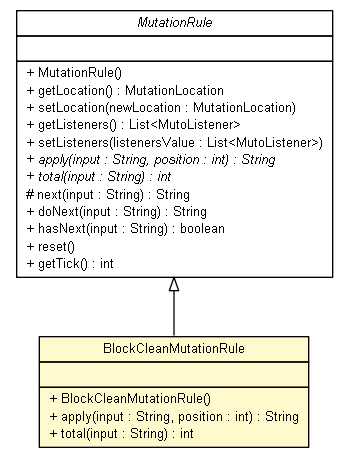 MutationRule
+ MutationRule()
+ getLocation() : MutationLocation
+ setLocation(newLocation : MutationLocation)
+ getListeners() : List<MutoListener>
+ setListeners(listenersValue : List<MutoListener>)
+ apply(input : String, position : int) : String
+ total(input : String) : int
# next(input : String) : String
+ doNext(input : String) : String
+ hasNext(input : String) : boolean
+ reset()
+ getTick() : int
BlockCleanMutationRule
+ BlockCleanMutationRule()
+ apply(input : String, position : int) : String
+ total(input : String) : int